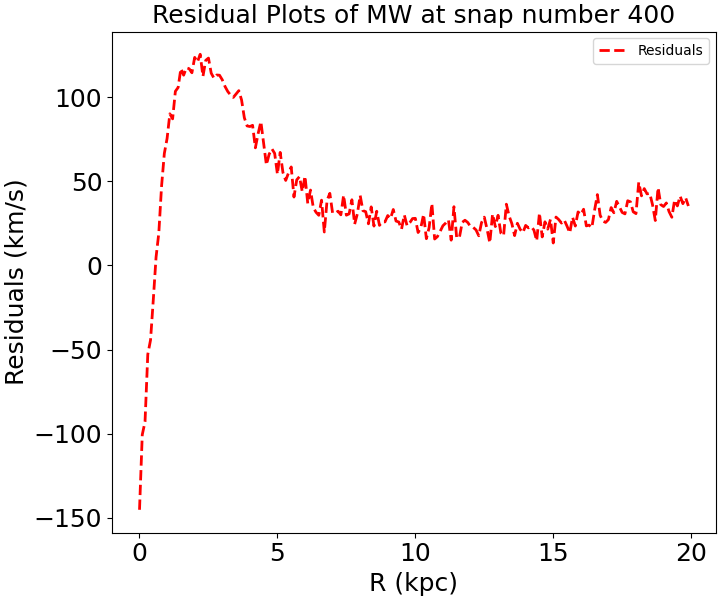 Residual Plots of MW at snap number 400
Residuals
Residuals (km/s)
100
50
0
−50
−100
−150
0
5
10
15
20
R (kpc)